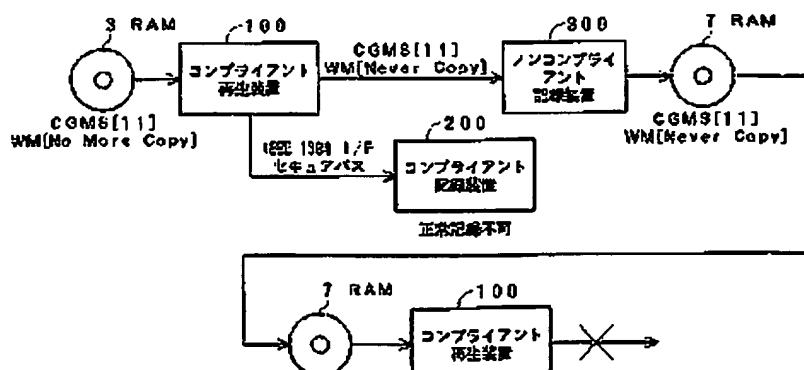 3 RAM
100
コンプライアント
再生装置
CGMS[11]
WM[Never Copy]
300
ノンコンプライ
アント
記録装置
7 RAM
CGMS[11]
WM[No More Copy]
CGMS[11]
WM[Never Copy]
IEEE 1394 I/F
セキュアバス
200
コンプライアント
記録装置
正常記録不可
7 RAM
100
コンプライアント
再生装置